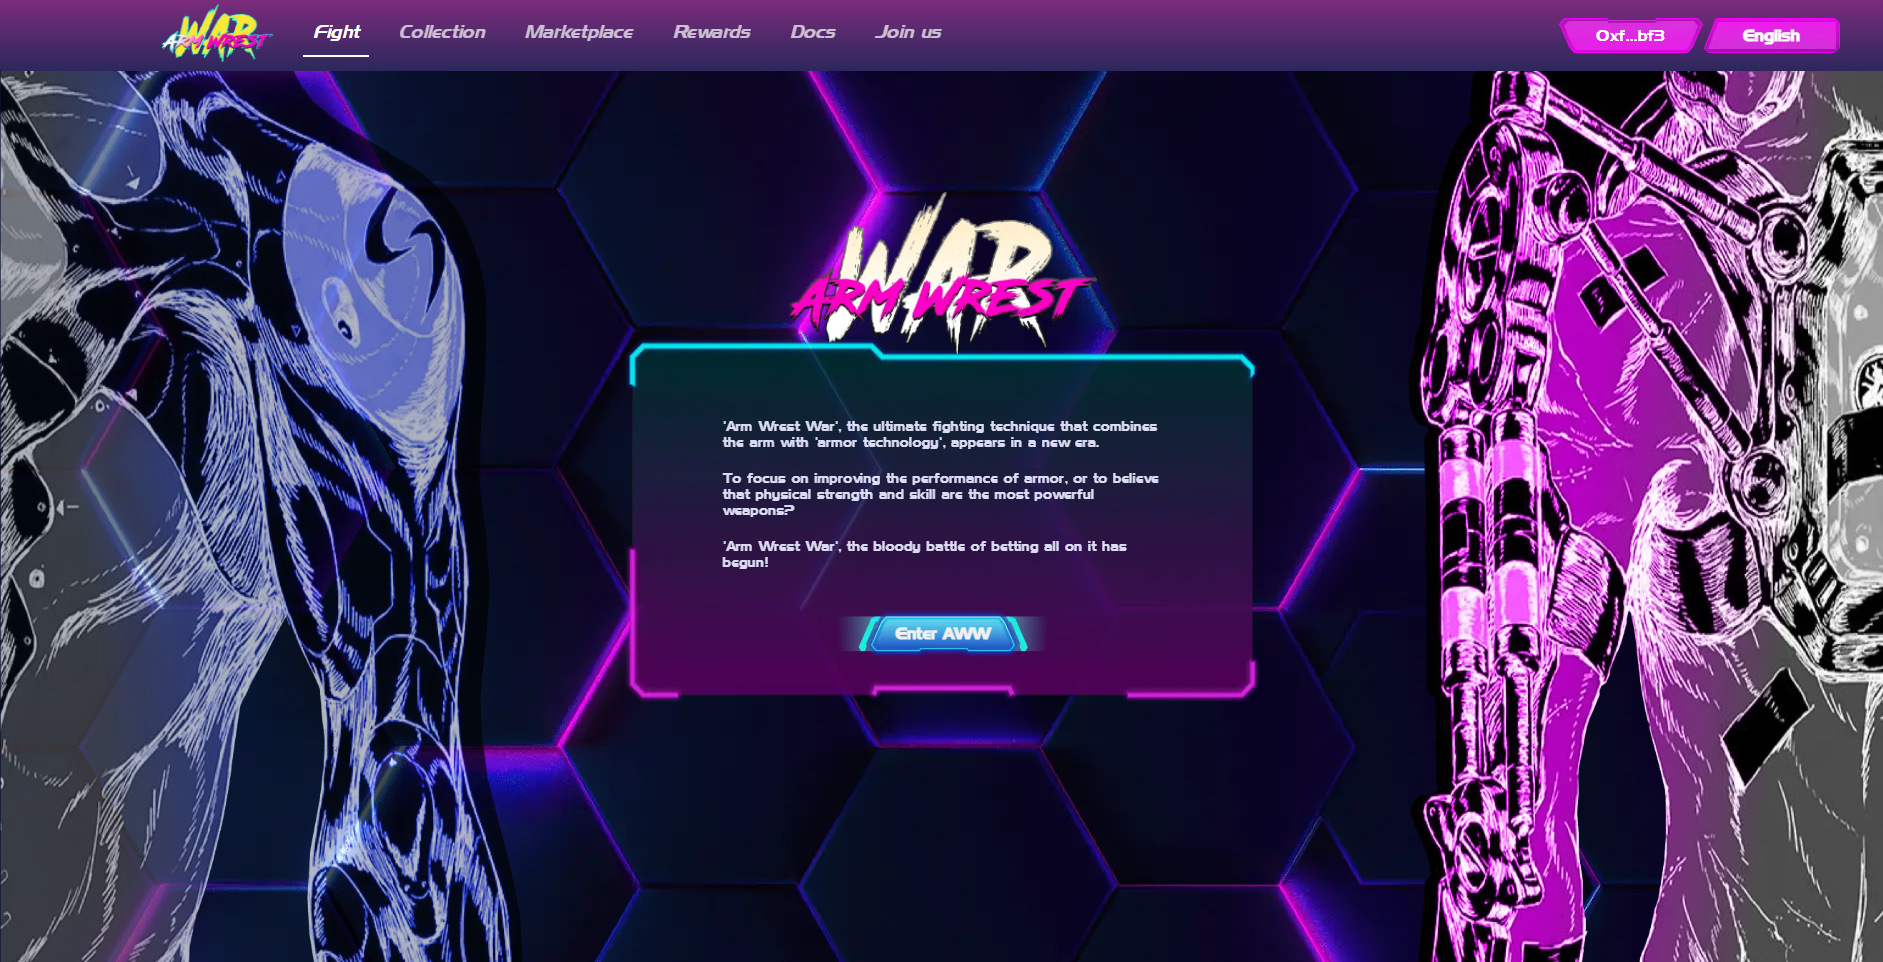 WAR
ARM WREST
Fight
Collection
Marketplace
Rewards
Docs
Join us
0xf...bf3
English
WAR
ARM WREST
'Arm Wrest War', the ultimate fighting technique that combines
the arm with 'armor technology', appears in a new era.
To focus on improving the performance of armor, or to believe
that physical strength and skill are the most powerful
weapons?
'Arm Wrest War', the bloody battle of betting all on it has
begun!
Enter AWW